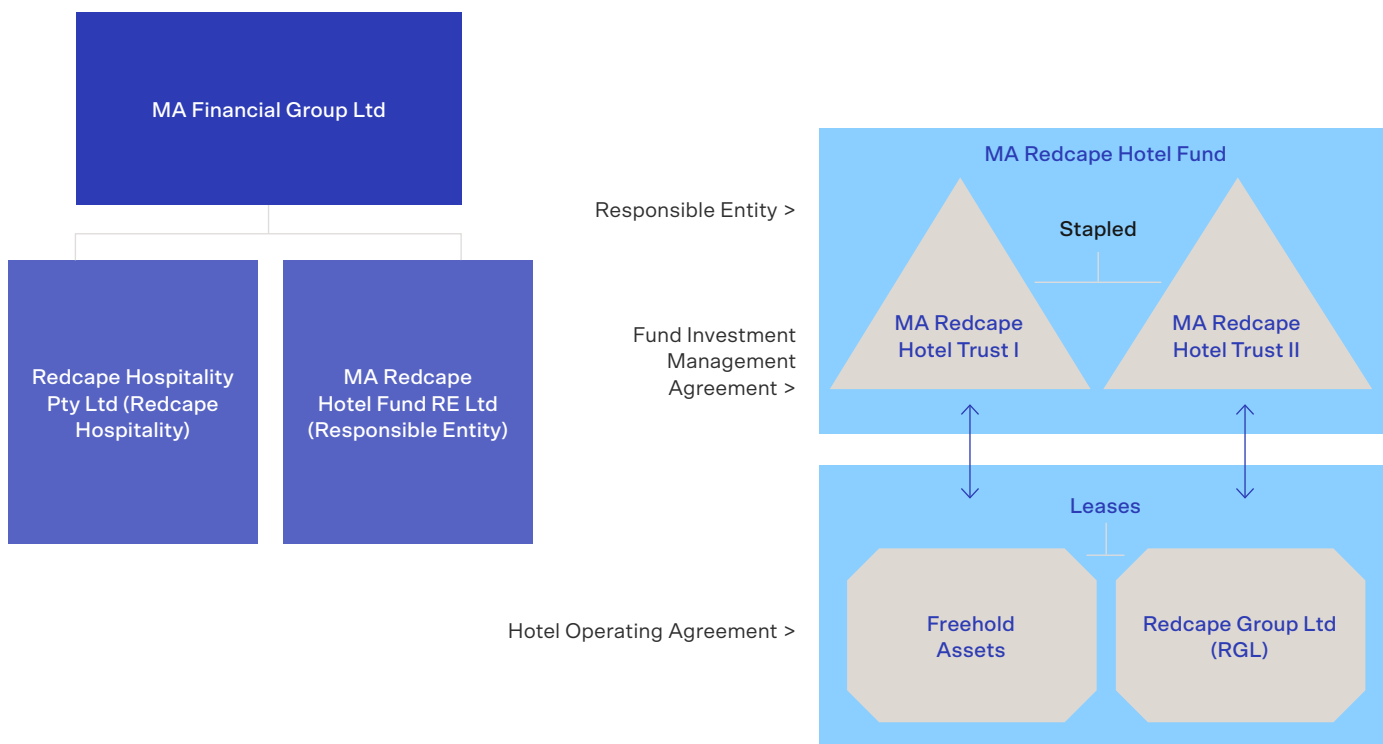 MA Financial Group Ltd
Redcape Hospitality
Pty Ltd (Redcape
Hospitality)
MA Redcape
Hotel Fund RE Ltd
(Responsible Entity)
Responsible Entity >
Fund Investment
Management
Agreement >
Hotel Operating Agreement >
MA Redcape Hotel Fund
Stapled
MA Redcape
Hotel Trust I
MA Redcape
Hotel Trust II
Leases
Freehold
Assets
Redcape Group Ltd
(RGL)